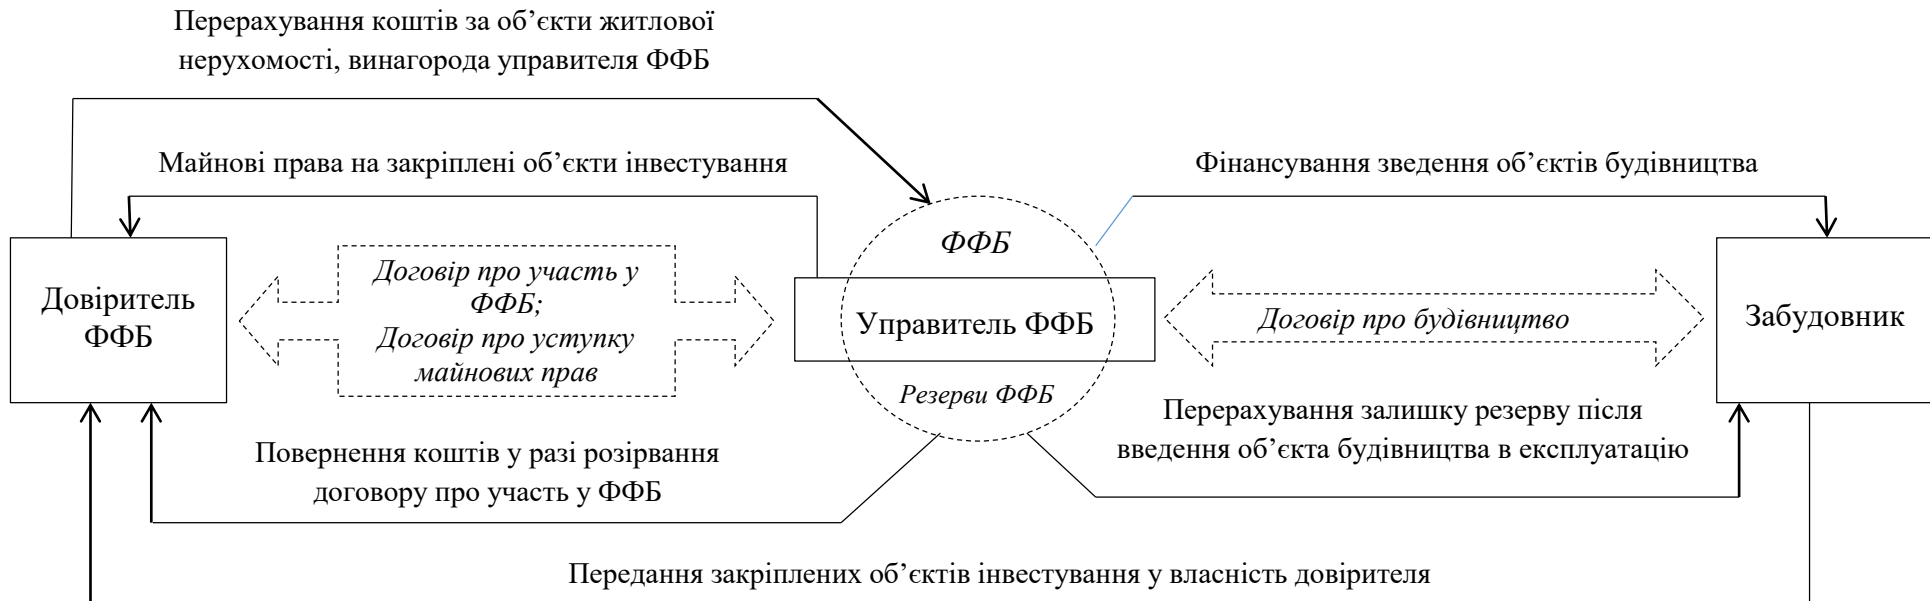 Перерахування коштів за об’єкти житлової
нерухомості, винагорода управителя ФФБ
Майнові права на закріплені об’єкти інвестування
Фінансування зведення об’єктів будівництва
ФФБ
Довіритель
ФФБ
Договір про участь у
ФФБ;
Договір про уступку
майнових прав
Управитель ФФБ
Договір про будівництво
Забудовник
Резерви ФФБ
Повернення коштів у разі розірвання
договору про участь у ФФБ
Перерахування залишку резерву після
введення об’єкта будівництва в експлуатацію
Передання закріплених об’єктів інвестування у власність довірителя